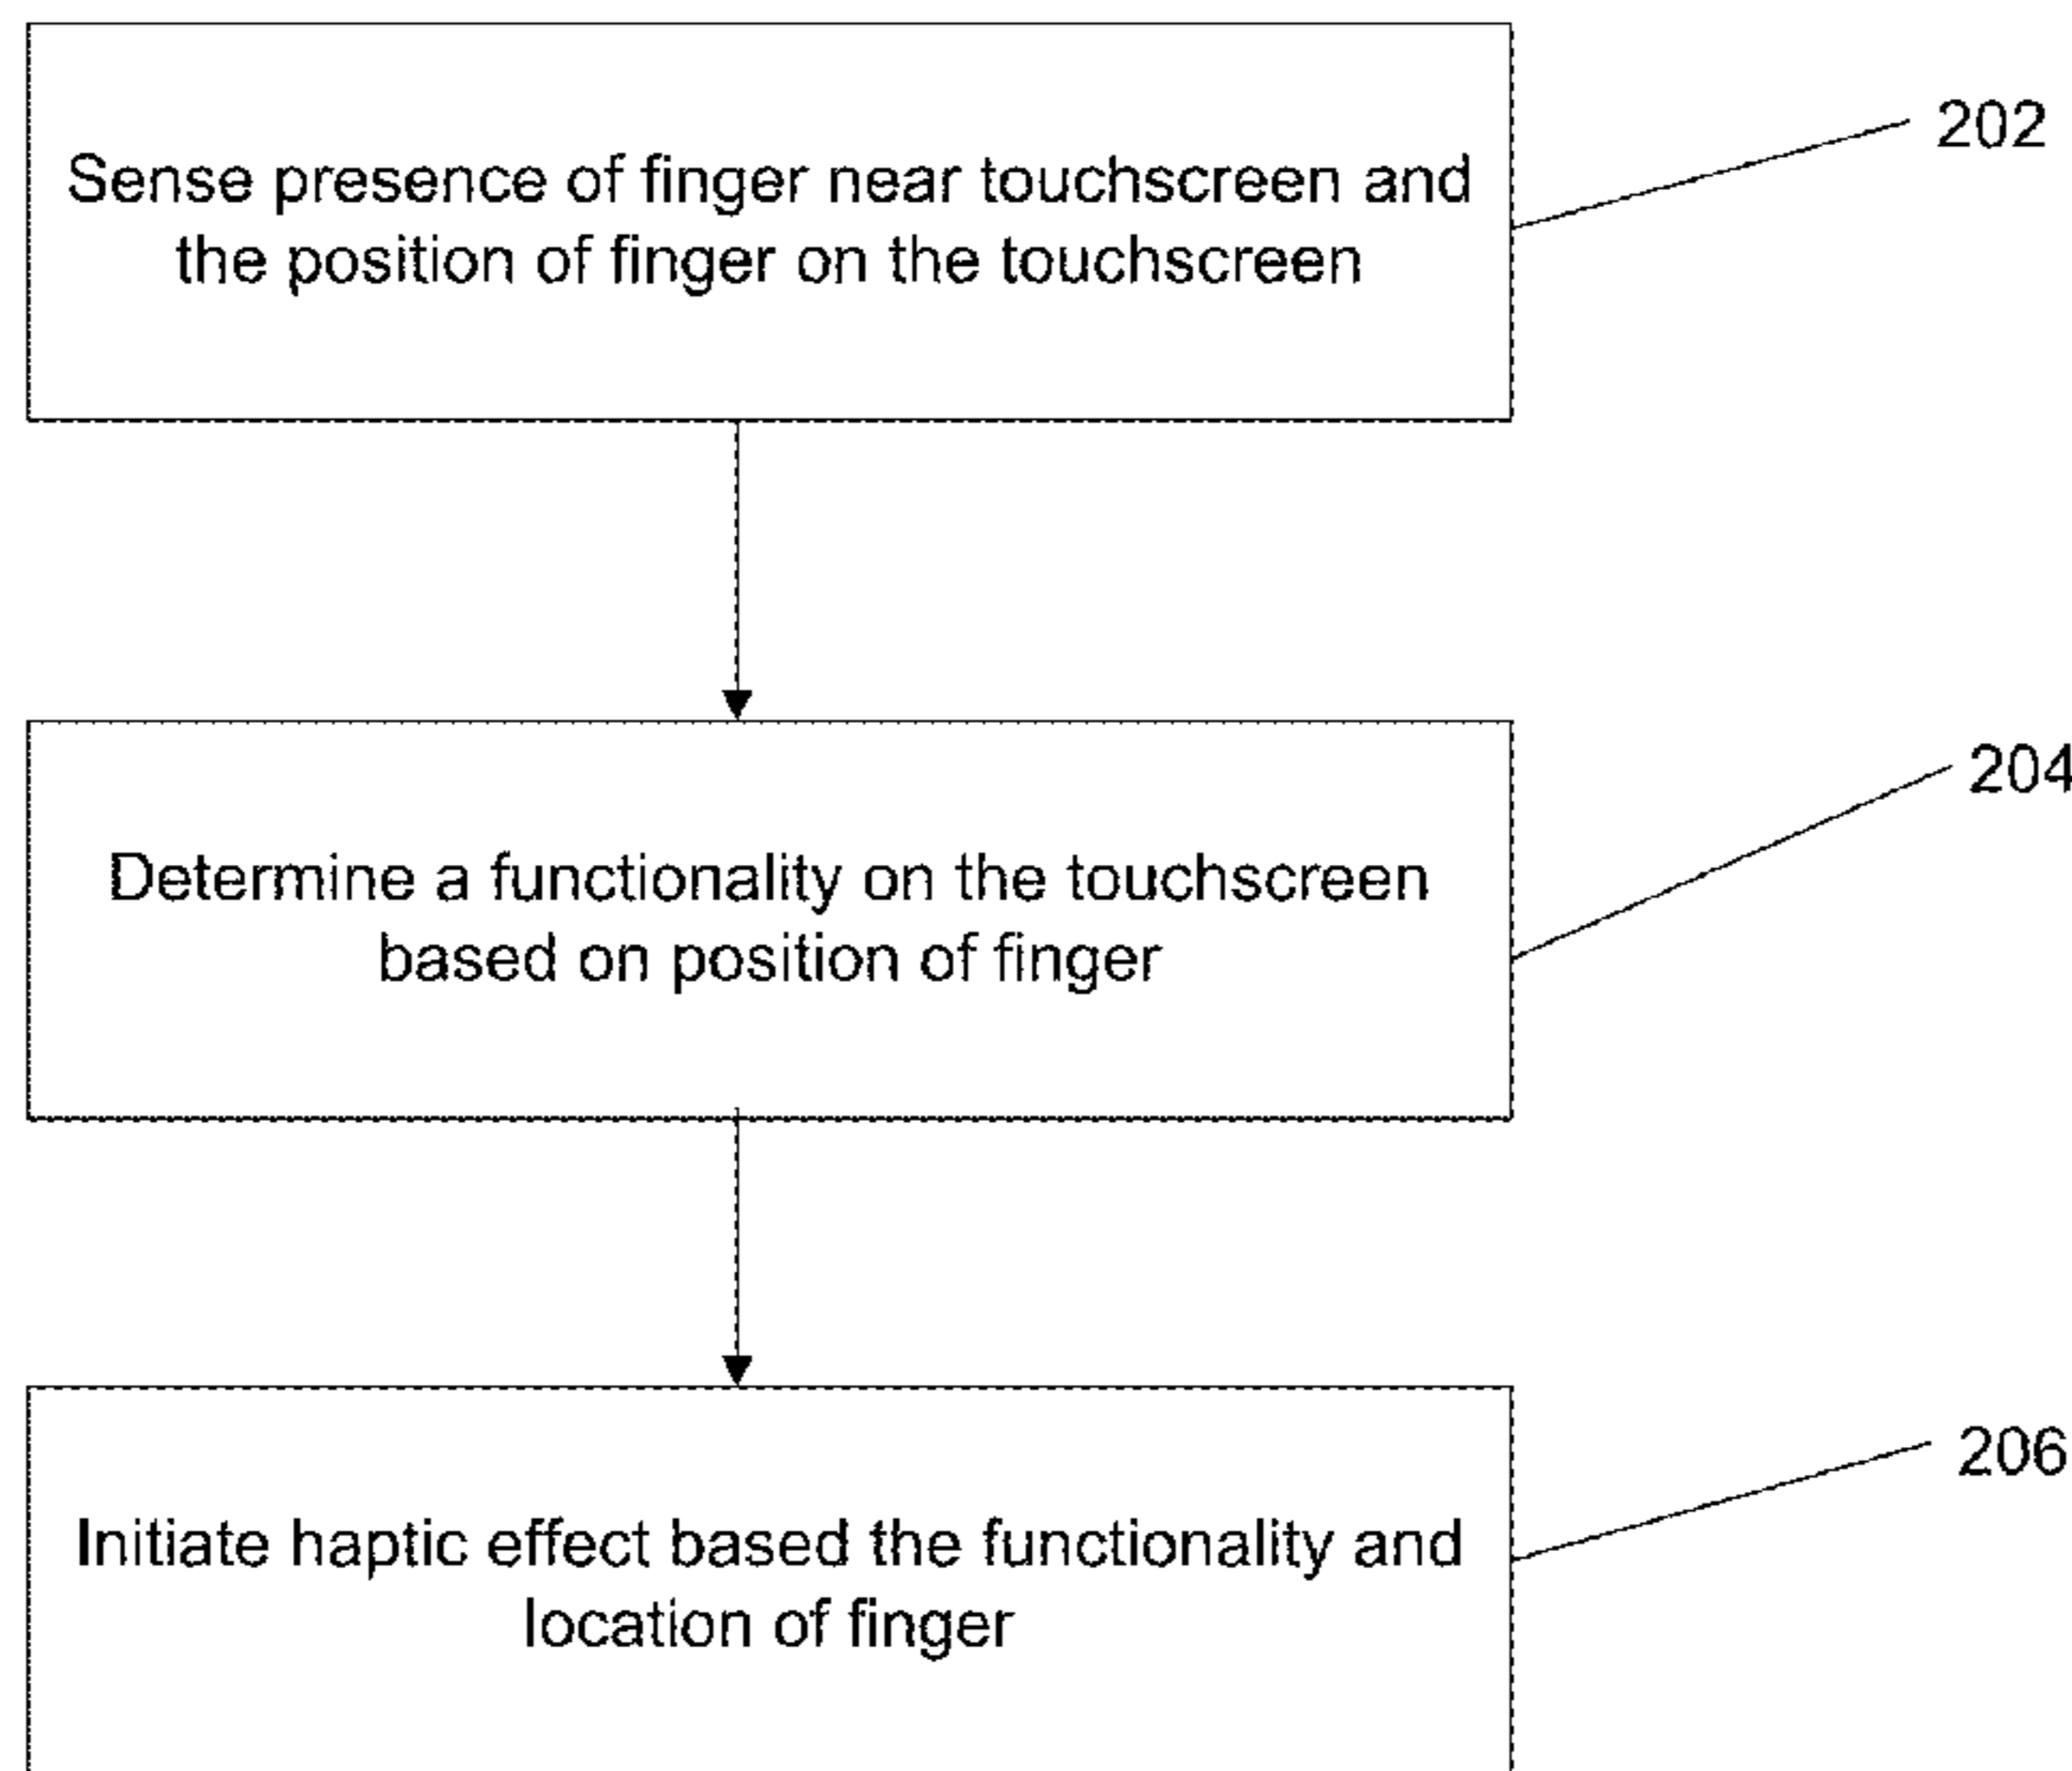 Sense presence of finger near touchscreen and
the position of finger on the touchscreen
202
Determine a functionality on the touchscreen
based on position of finger
204
Initiate haptic effect based the functionality and
location of finger
206